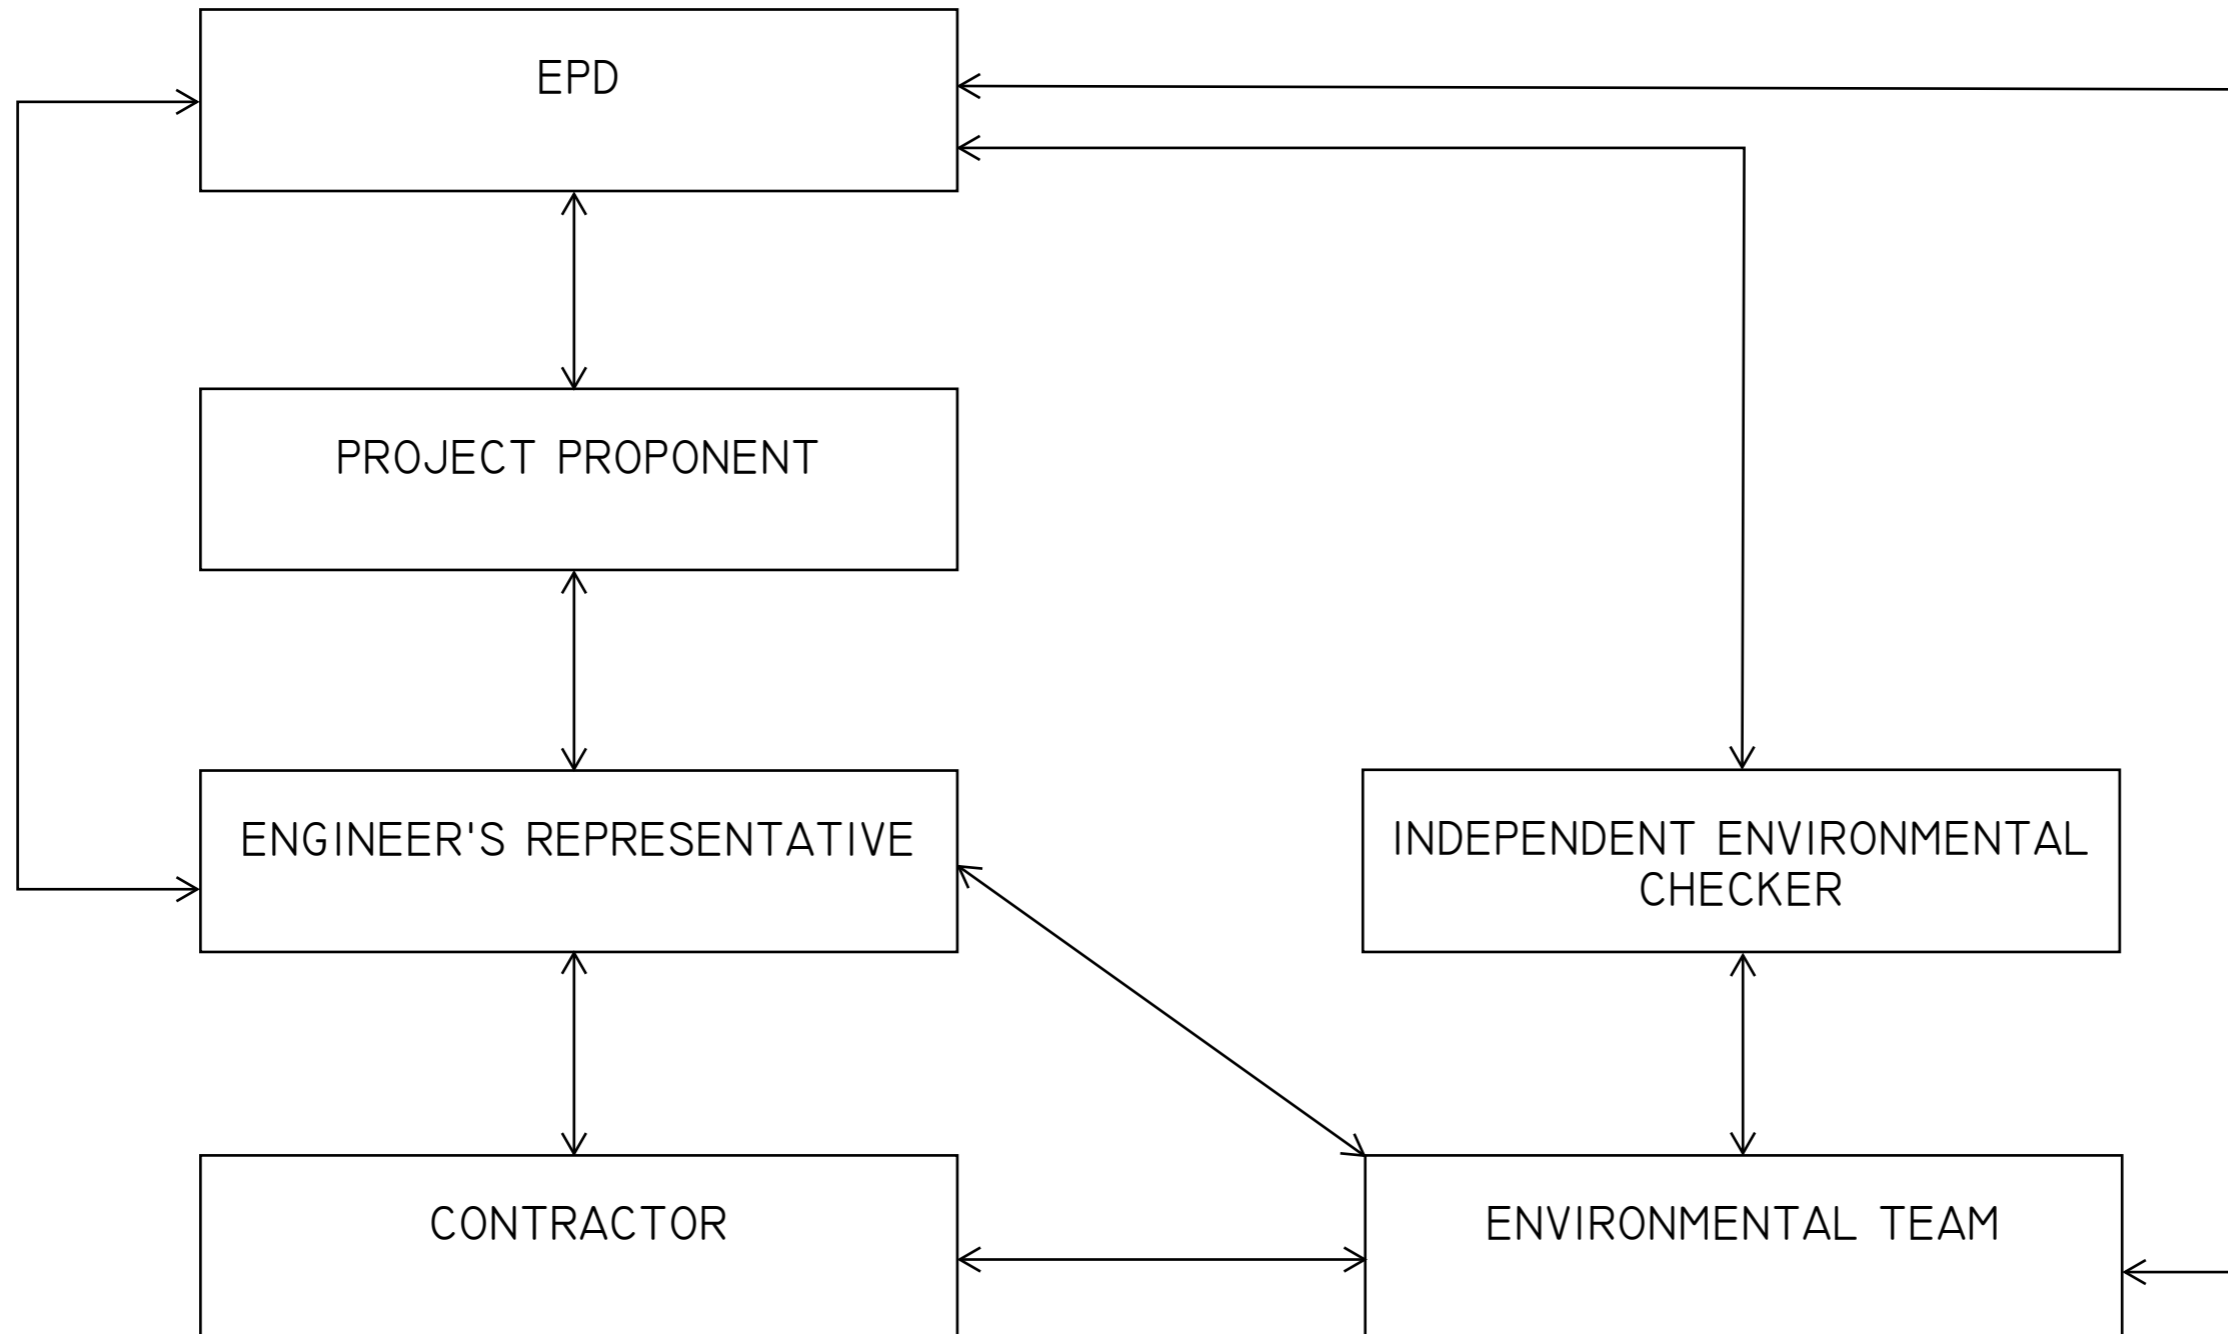 EPD
PROJECT PROPONENT
ENGINEER'S REPRESENTATIVE
INDEPENDENT ENVIRONMENTAL
CHECKER
CONTRACTOR
ENVIRONMENTAL TEAM